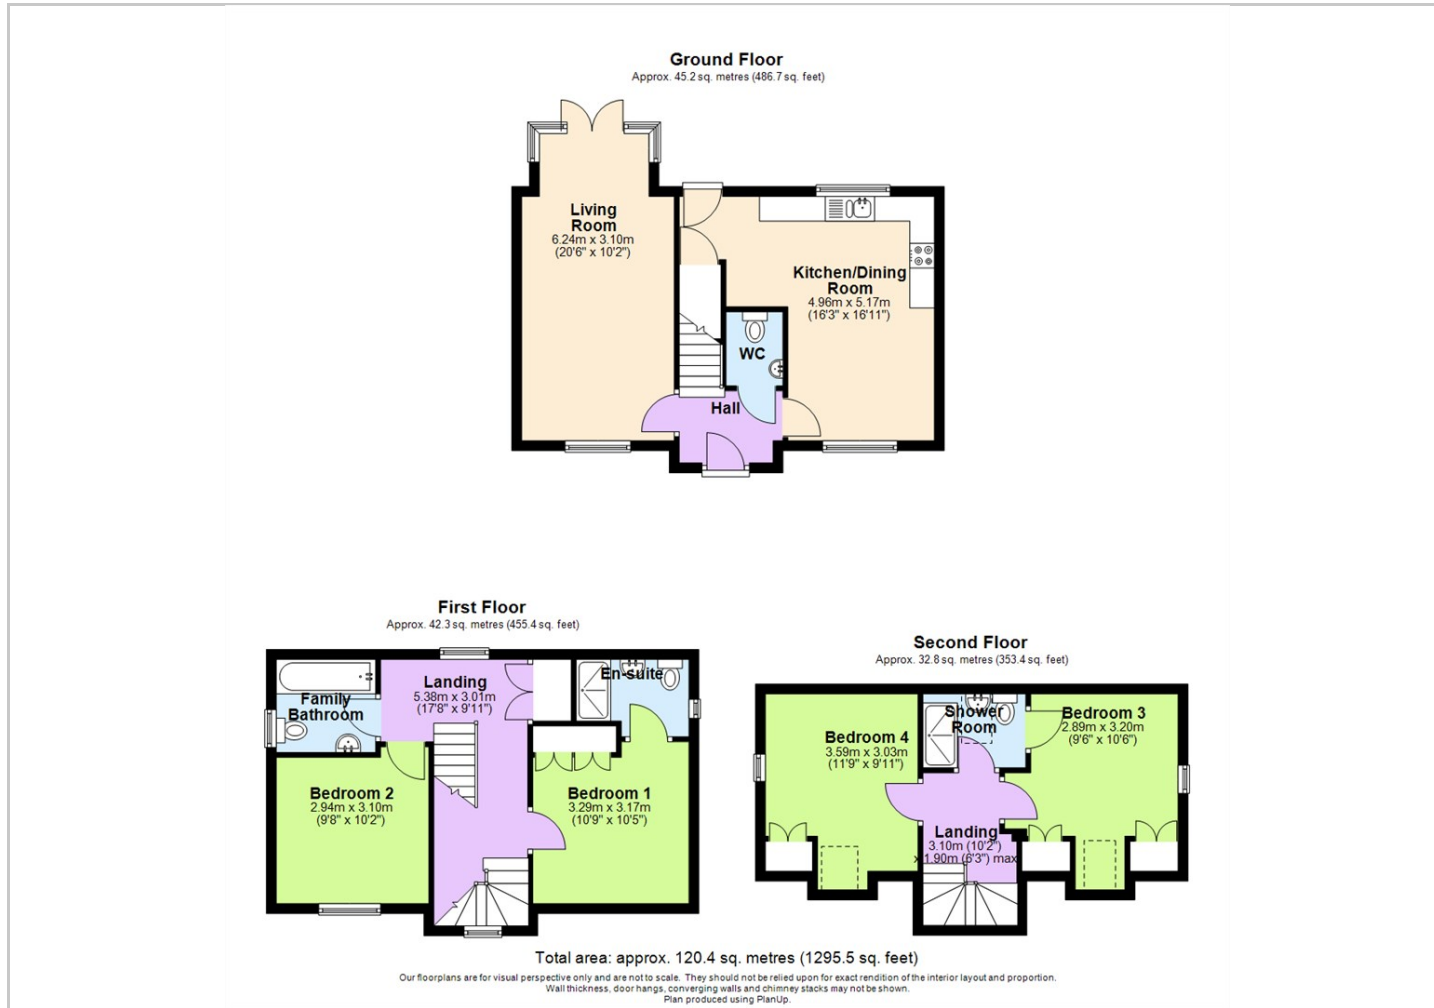 Ground Floor
Approx. 45.2 sq. metres (486.7 sq. feet)
Living
Room
6.24m x 3.10m
(20'6" x 10'2")
Kitchen/Dining
Room
4.96m x 5.17m
(16'3" x 16'11")
WC
Hall
First Floor
Approx. 42.3 sq. metres (455.4 sq. feet)
Landing
5.38m x 3.01m
(17'8" x 9'11")
En-suite
Family
Bathroom
Bedroom 2
2.94m x 3.10m
(9'8" x 10'2")
Bedroom 1
3.29m x 3.17m
(10'9" x 10'5")
Second Floor
Approx. 32.8 sq. metres (353.4 sq. feet)
Shower
Room
Bedroom 3
2.89m x 3.20m
(9'6" x 10'6")
Bedroom 4
3.59m x 3.03m
(11'9" x 9'11")
Landing
3.10m (10'2")
x 1.90m (6'3") max
Total area: approx. 120.4 sq. metres (1295.5 sq. feet)
Our floorplans are for visual perspective only and are not to scale. They should not be relied upon for exact rendition of the interior layout and proportion.
Wall thickness, door hangs, converging walls and chimney stacks may not be shown.
Plan produced using PlanUp.